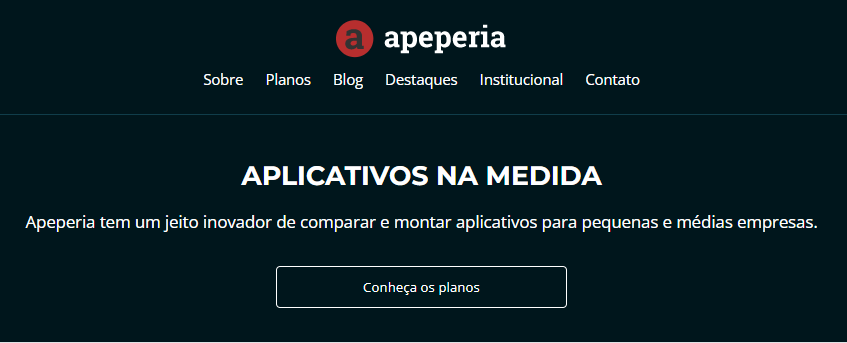 a apeperia
Sobre Planos Blog Destaques Institucional Contato
APLICATIVOS NA MEDIDA
Apeperia tem um jeito inovador de comparar e montar aplicativos para pequenas e médias empresas.
Conheça os planos